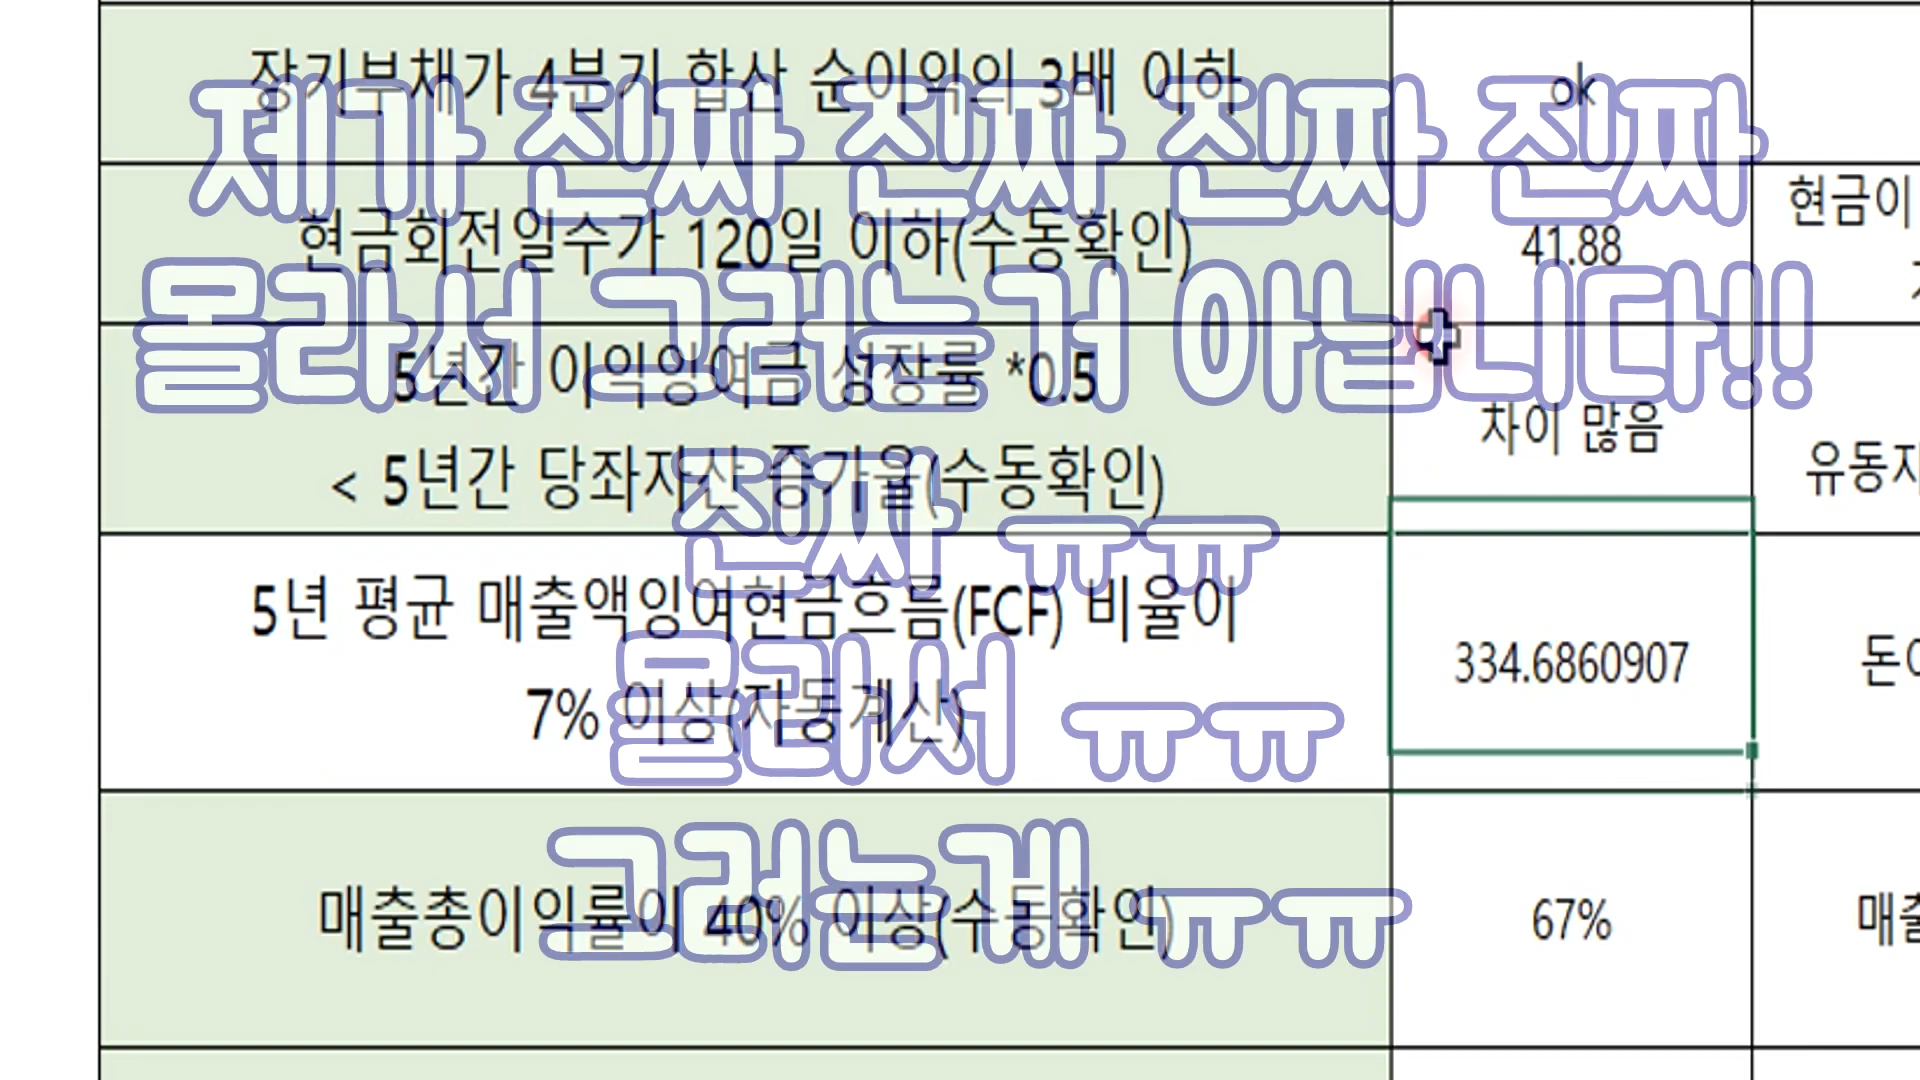 장기부채가 4분기 합산 순이익의 3배 이하
ok
제가 진짜 진짜 진짜 진짜
현금회전일수가 120일 이하(수동확인)
41.88
현금이
몰라서 그러는거 아닙니다!!
5년간 이익잉여금 성장률 *0.5
< 5년간 당좌자산 증가율(수동확인)
차이 많음
유동자
진짜 ㅠㅠ
5년 평균 매출액잉여현금흐름(FCF) 비율이
7% 이상(자동계산)
334.6860907
몰라서 ㅠㅠ
매출총이익률이 40% 이상(수동확인)
67%
매출
그러는게 ㅠㅠ